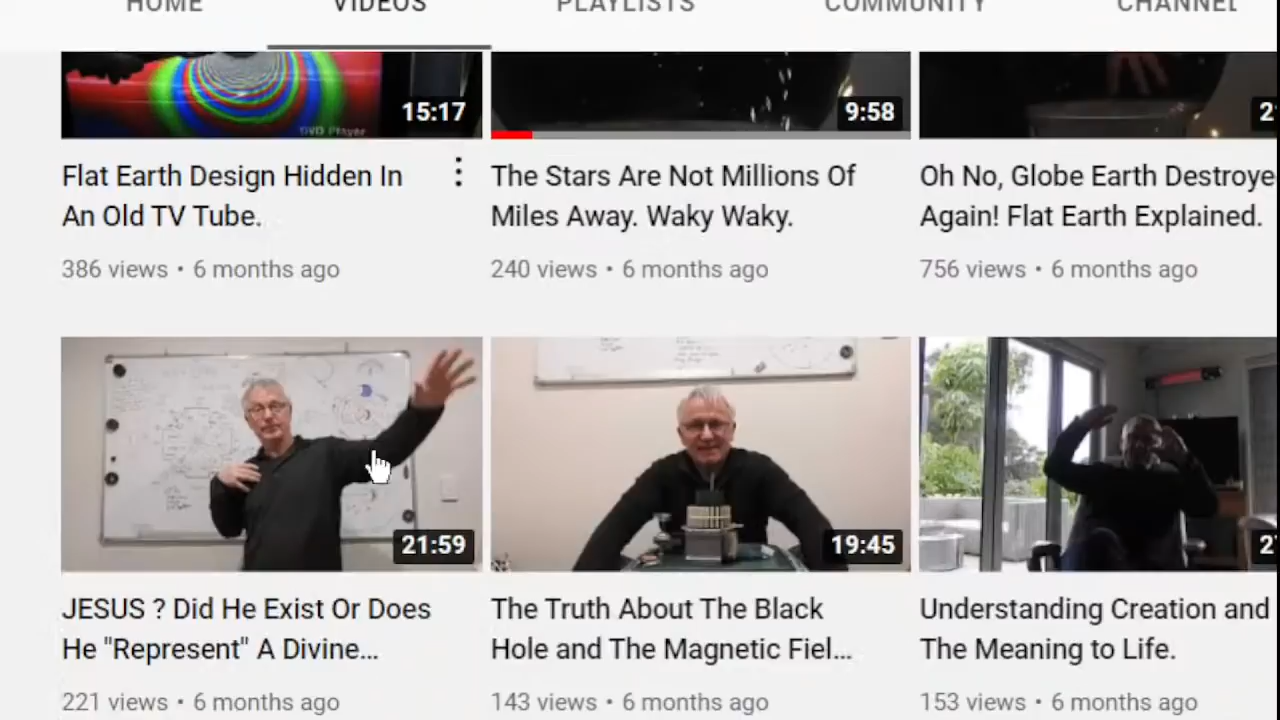 HOME VIDEOS PLAYLISTS COMMUNITY CHANNEL
DVD Player
15:17
9:58
2
Flat Earth Design Hidden In
An Old TV Tube.
386 views • 6 months ago
The Stars Are Not Millions Of
Miles Away. Waky Waky.
240 views • 6 months ago
Oh No, Globe Earth Destroye
Again! Flat Earth Explained.
756 views • 6 months ago
21:59
19:45
2
JESUS ? Did He Exist Or Does
He "Represent" A Divine...
221 views • 6 months ago
The Truth About The Black
Hole and The Magnetic Fiel...
143 views • 6 months ago
Understanding Creation and
The Meaning to Life.
153 views • 6 months ago